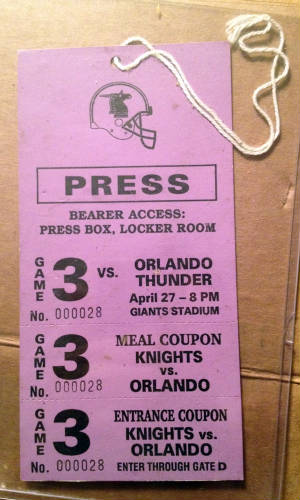 PRESS
BEARER ACCESS:
PRESS BOX, LOCKER ROOM
GAME 3 vs. ORLANDO
THUNDER
April 27 – 8 PM
No. 000028 GIANTS STADIUM
GAME 3 MEAL COUPON
KNIGHTS
vs.
No. 000028 ORLANDO
GAME 3 ENTRANCE COUPON
KNIGHTS vs.
ORLANDO
No. 000028 ENTER THROUGH GATE D